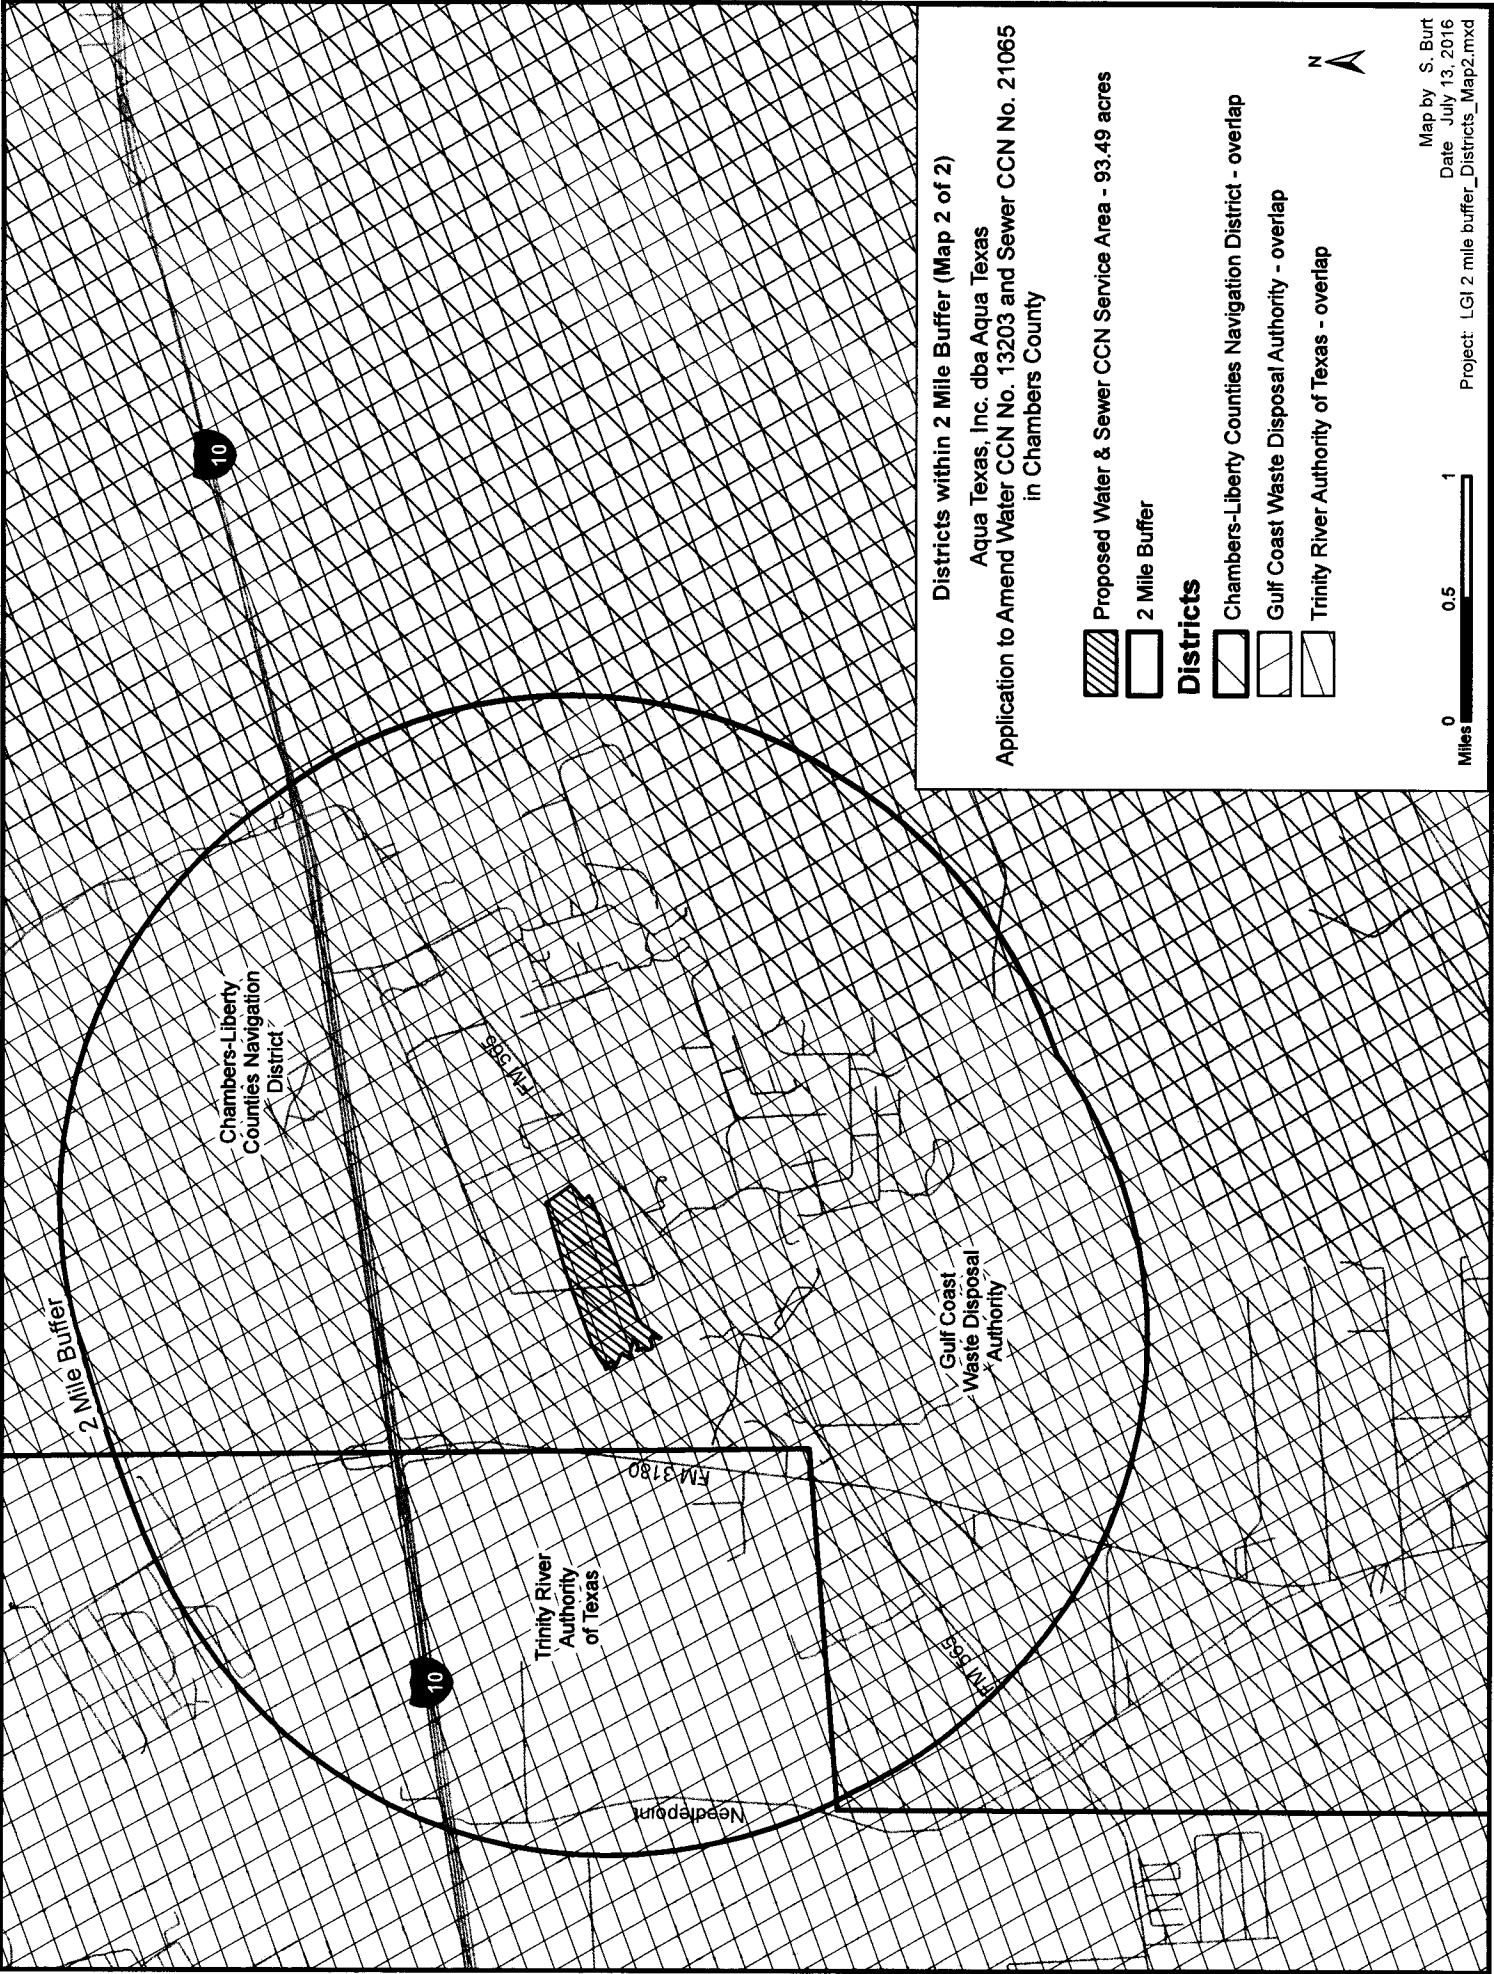 2 Mile Buffer
Chambers-Liberty
Counties Navigation
District
10
10
Trinity River
Authority
of Texas
Needlepoint
FM 3180
FM 565
FM 565
Gulf Coast
Waste Disposal
Authority
Districts within 2 Mile Buffer (Map 2 of 2)
Aqua Texas, Inc. dba Aqua Texas
Application to Amend Water CCN No. 13203 and Sewer CCN No. 21065
in Chambers County
Proposed Water & Sewer CCN Service Area - 93.49 acres
2 Mile Buffer
Districts
Chambers-Liberty Counties Navigation District - overlap
Gulf Coast Waste Disposal Authority - overlap
Trinity River Authority of Texas - overlap
N
0 0.5 1
Miles
Map by S. Burt
Date July 13, 2016
Project: LGI 2 mile buffer_Districts_Map2.mxd